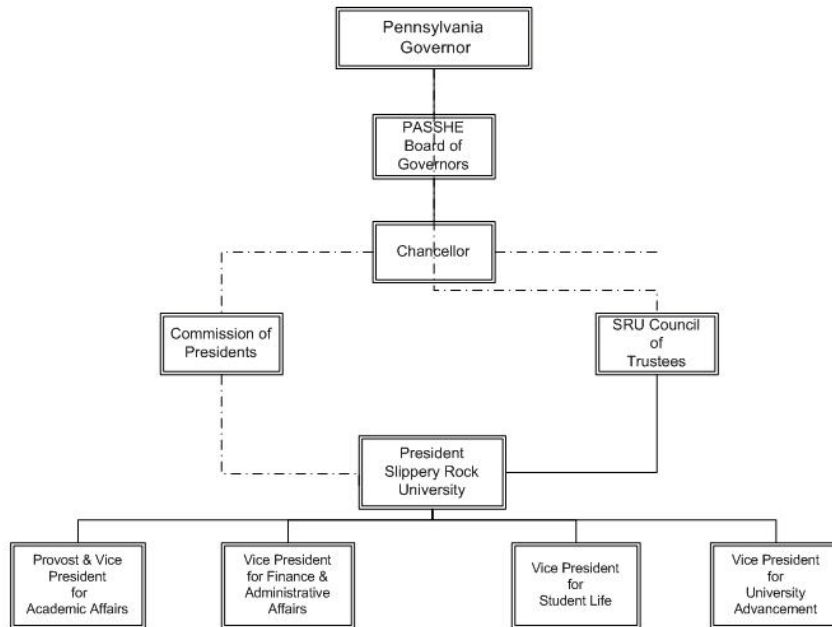 Pennsylvania
Governor
PASSHE
Board of
Governors
Chancellor
Commission of
Presidents
SRU Council
of
Trustees
President
Slippery Rock
University
Provost & Vice
President
for
Academic Affairs
Vice President
for Finance &
Administrative
Affairs
Vice President
for
Student Life
Vice President
for
University
Advancement